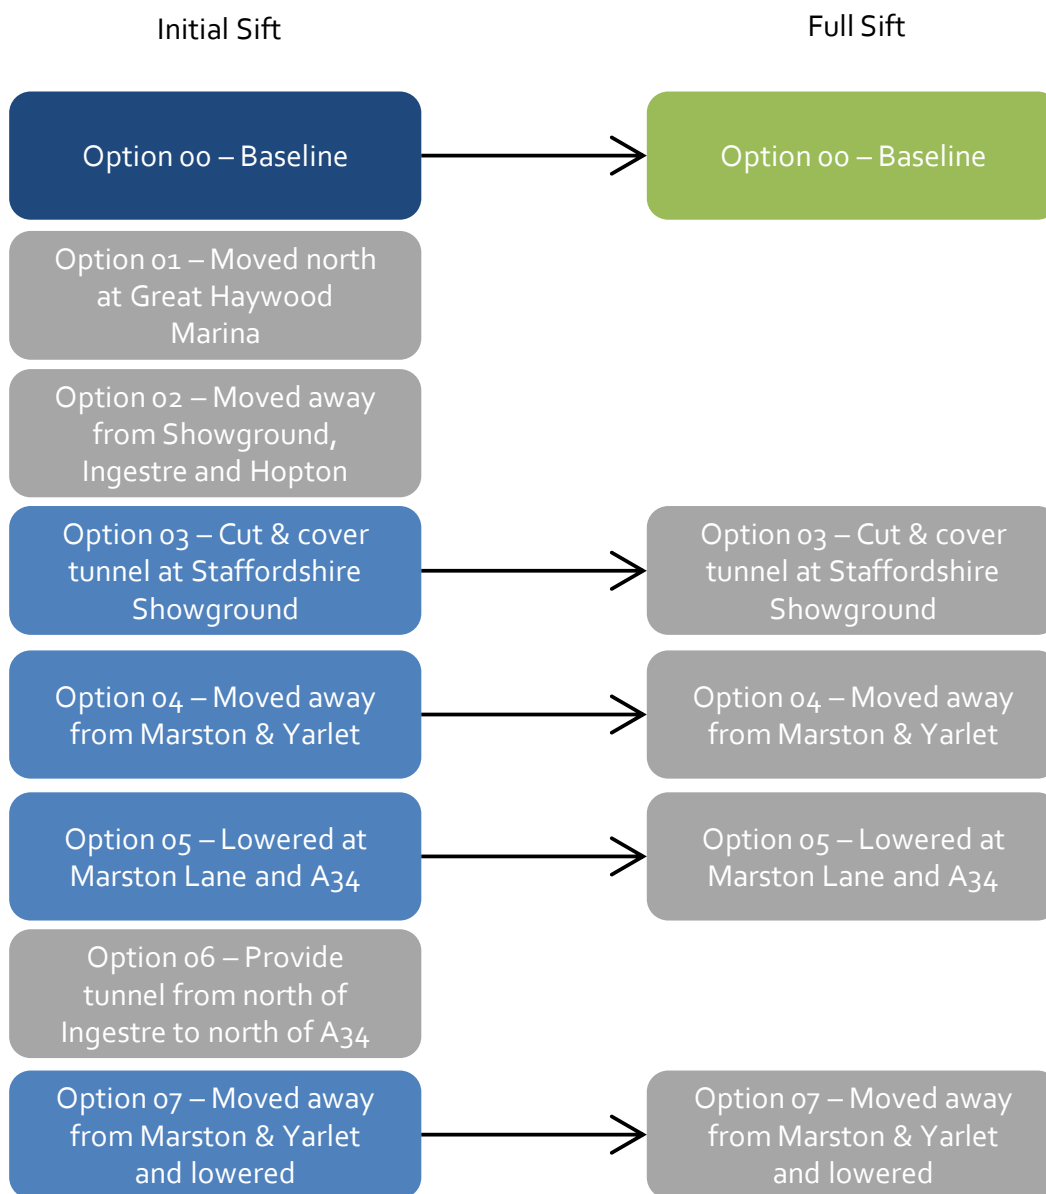 Initial Sift
Full Sift
Option 00 – Baseline
Option 00 – Baseline
Option 01 – Moved north
at Great Haywood
Marina
Option 02 – Moved away
from Showground,
Ingestre and Hopton
Option 03 – Cut & cover
tunnel at Staffordshire
Showground
Option 03 – Cut & cover
tunnel at Staffordshire
Showground
Option 04 – Moved away
from Marston & Yarlet
Option 04 – Moved away
from Marston & Yarlet
Option 05 – Lowered at
Marston Lane and A34
Option 05 – Lowered at
Marston Lane and A34
Option 06 – Provide
tunnel from north of
Ingestre to north of A34
Option 07 – Moved away
from Marston & Yarlet
and lowered
Option 07 – Moved away
from Marston & Yarlet
and lowered